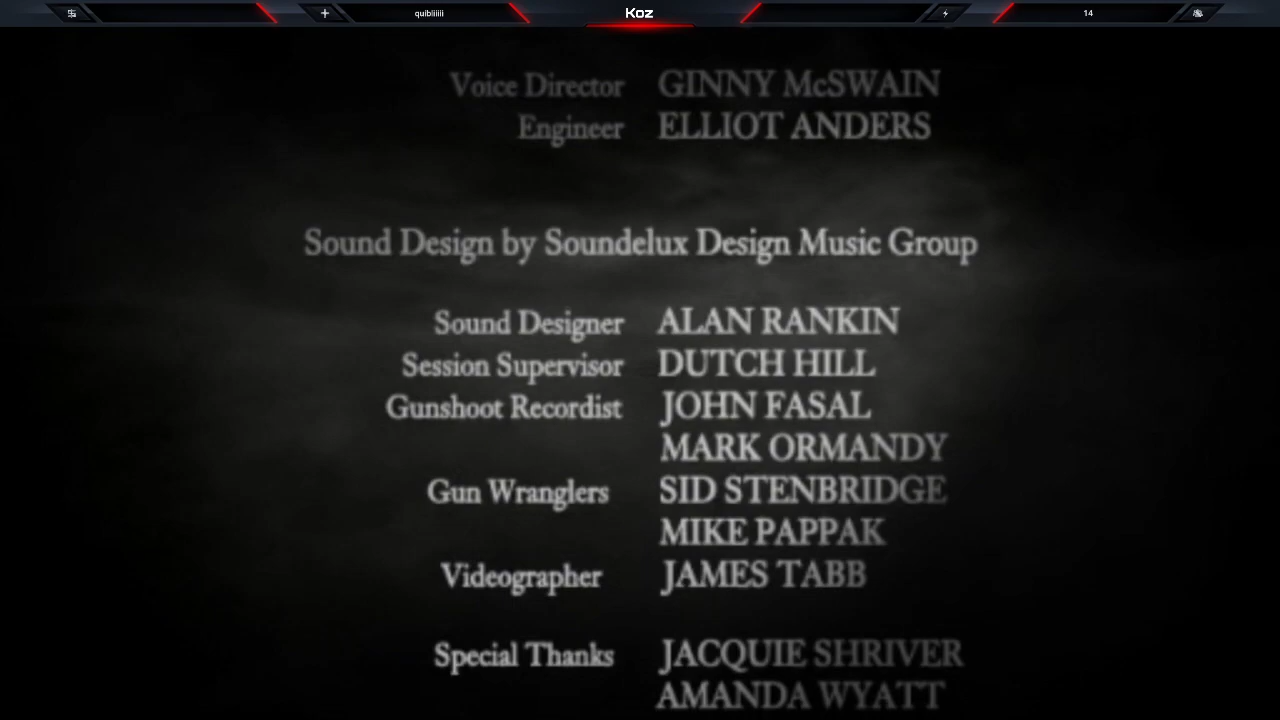 quibliiiii
Koz
14
Voice Director GINNY McSWAIN
Engineer ELLIOT ANDERS
Sound Design by Soundelux Design Music Group
Sound Designer ALAN RANKIN
Session Supervisor DUTCH HILL
Gunshoot Recordist JOHN FASAL
MARK ORMANDY
Gun Wranglers SID STENBRIDGE
MIKE PAPPAK
Videographer JAMES TABB
Special Thanks JACQUIE SHRIVER
AMANDA WYATT